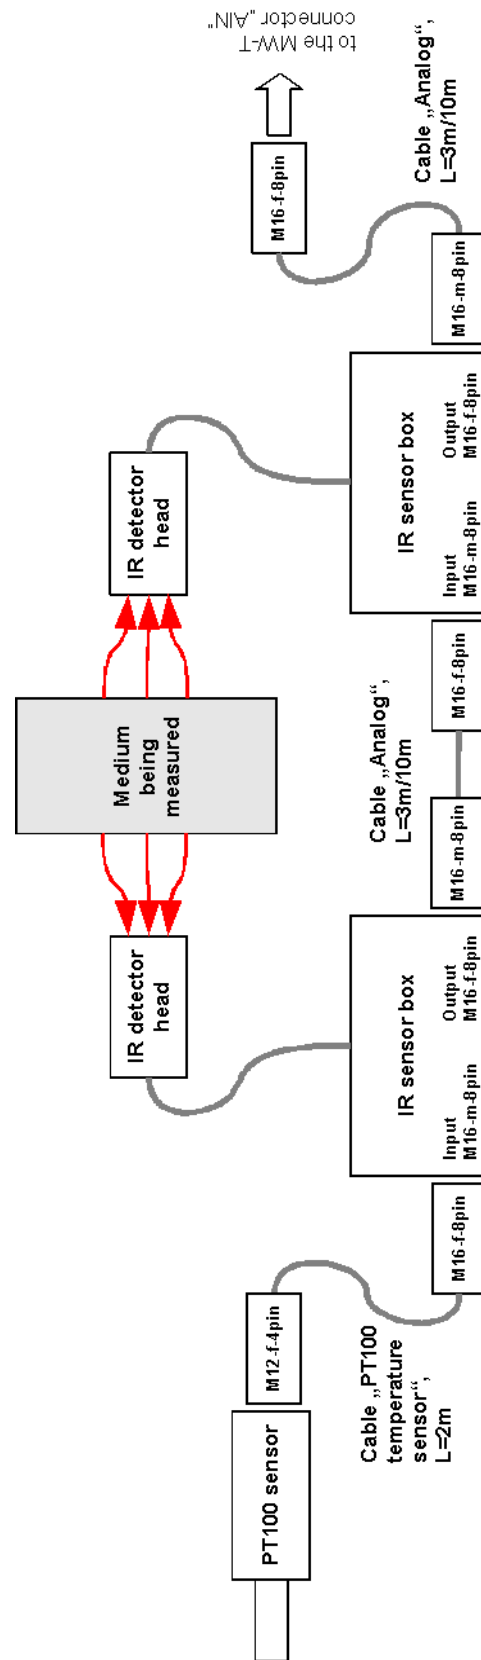 PT100 sensor
M12-f-4pin
Cable „PT100
temperature
sensor“,
L=2m
M16-f-8pin
IR detector
head
IR sensor box
Input
M16-m-8pin
Output
M16-f-8pin
Medium
being
measured
M16-m-8pin
Cable „Analog“,
L=3m/10m
M16-f-8pin
IR detector
head
IR sensor box
Input
M16-m-8pin
Output
M16-f-8pin
M16-m-8pin
Cable „Analog“,
L=3m/10m
M16-f-8pin
to the MW-T
connector „AIN“